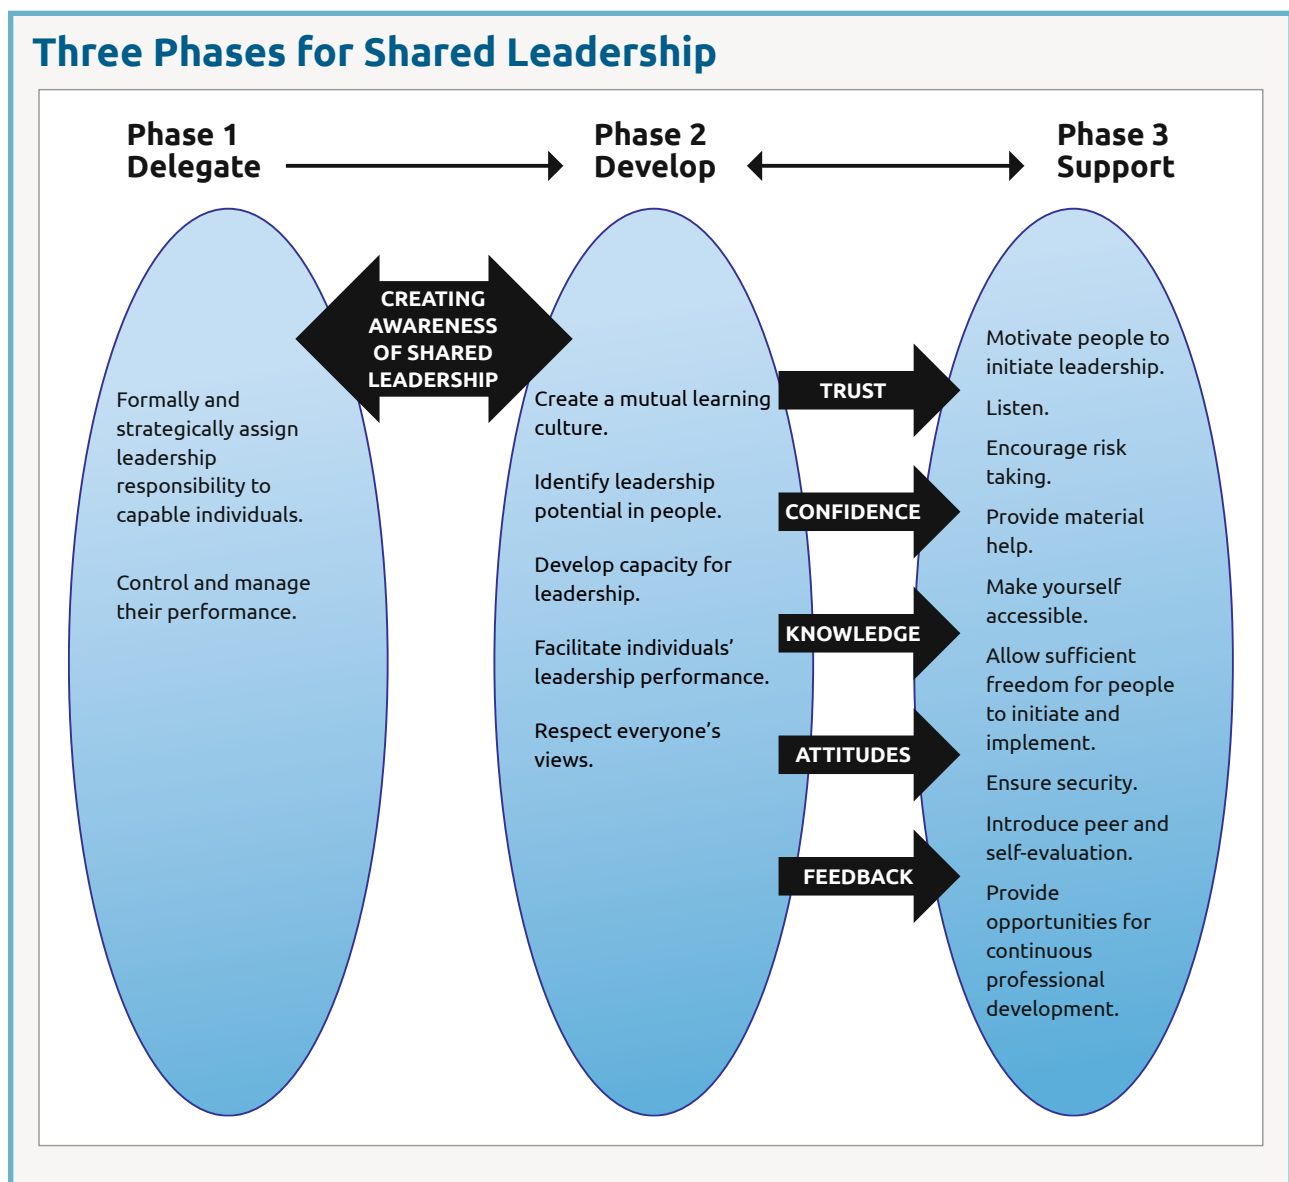 Three Phases for Shared Leadership
Phase 1
Delegate
Phase 2
Develop
Phase 3
Support
Formally and
strategically assign
leadership
responsibility to
capable individuals.
Control and manage
their performance.
CREATING
AWARENESS
OF SHARED
LEADERSHIP
Create a mutual learning
culture.
Identify leadership
potential in people.
Develop capacity for
leadership.
Facilitate individuals’
leadership performance.
Respect everyone’s
views.
TRUST
CONFIDENCE
KNOWLEDGE
ATTITUDES
FEEDBACK
Motivate people to
initiate leadership.
Listen.
Encourage risk
taking.
Provide material
help.
Make yourself
accessible.
Allow sufficient
freedom for people
to initiate and
implement.
Ensure security.
Introduce peer and
self-evaluation.
Provide
opportunities for
continuous
professional
development.